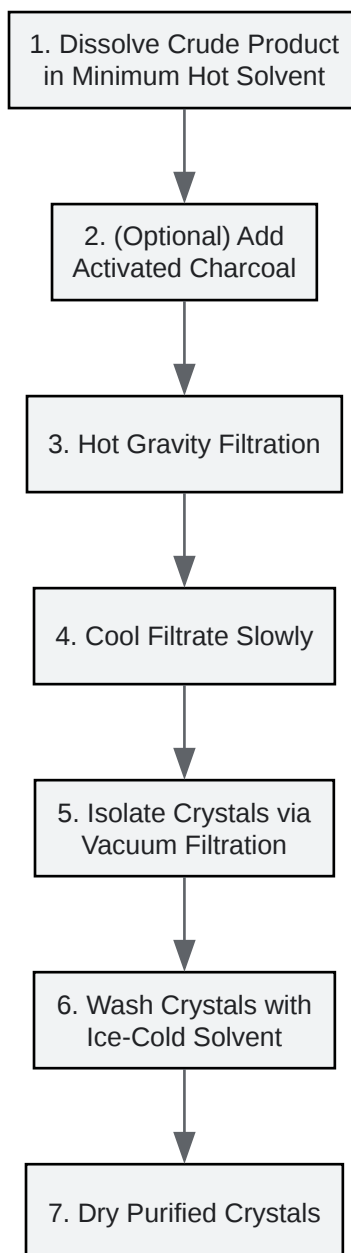 1. Dissolve Crude Product
in Minimum Hot Solvent
2. (Optional) Add
Activated Charcoal
3. Hot Gravity Filtration
4. Cool Filtrate Slowly
5. Isolate Crystals via
Vacuum Filtration
6. Wash Crystals with
Ice-Cold Solvent
7. Dry Purified Crystals